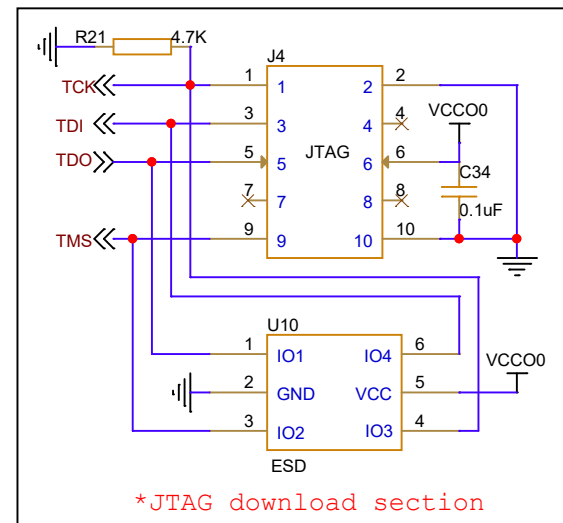 R21 4.7K
J4
TCK 1 1 2 2
VCCO0
TDI 3 3 4 4
TDO 5 5 JTAG 6 6
C34
7 7 8 8
0.1uF
TMS 9 9 10 10
U10
1 IO1 IO4 6
VCCO0
2 GND VCC 5
3 IO2 IO3 4
ESD
*JTAG download section